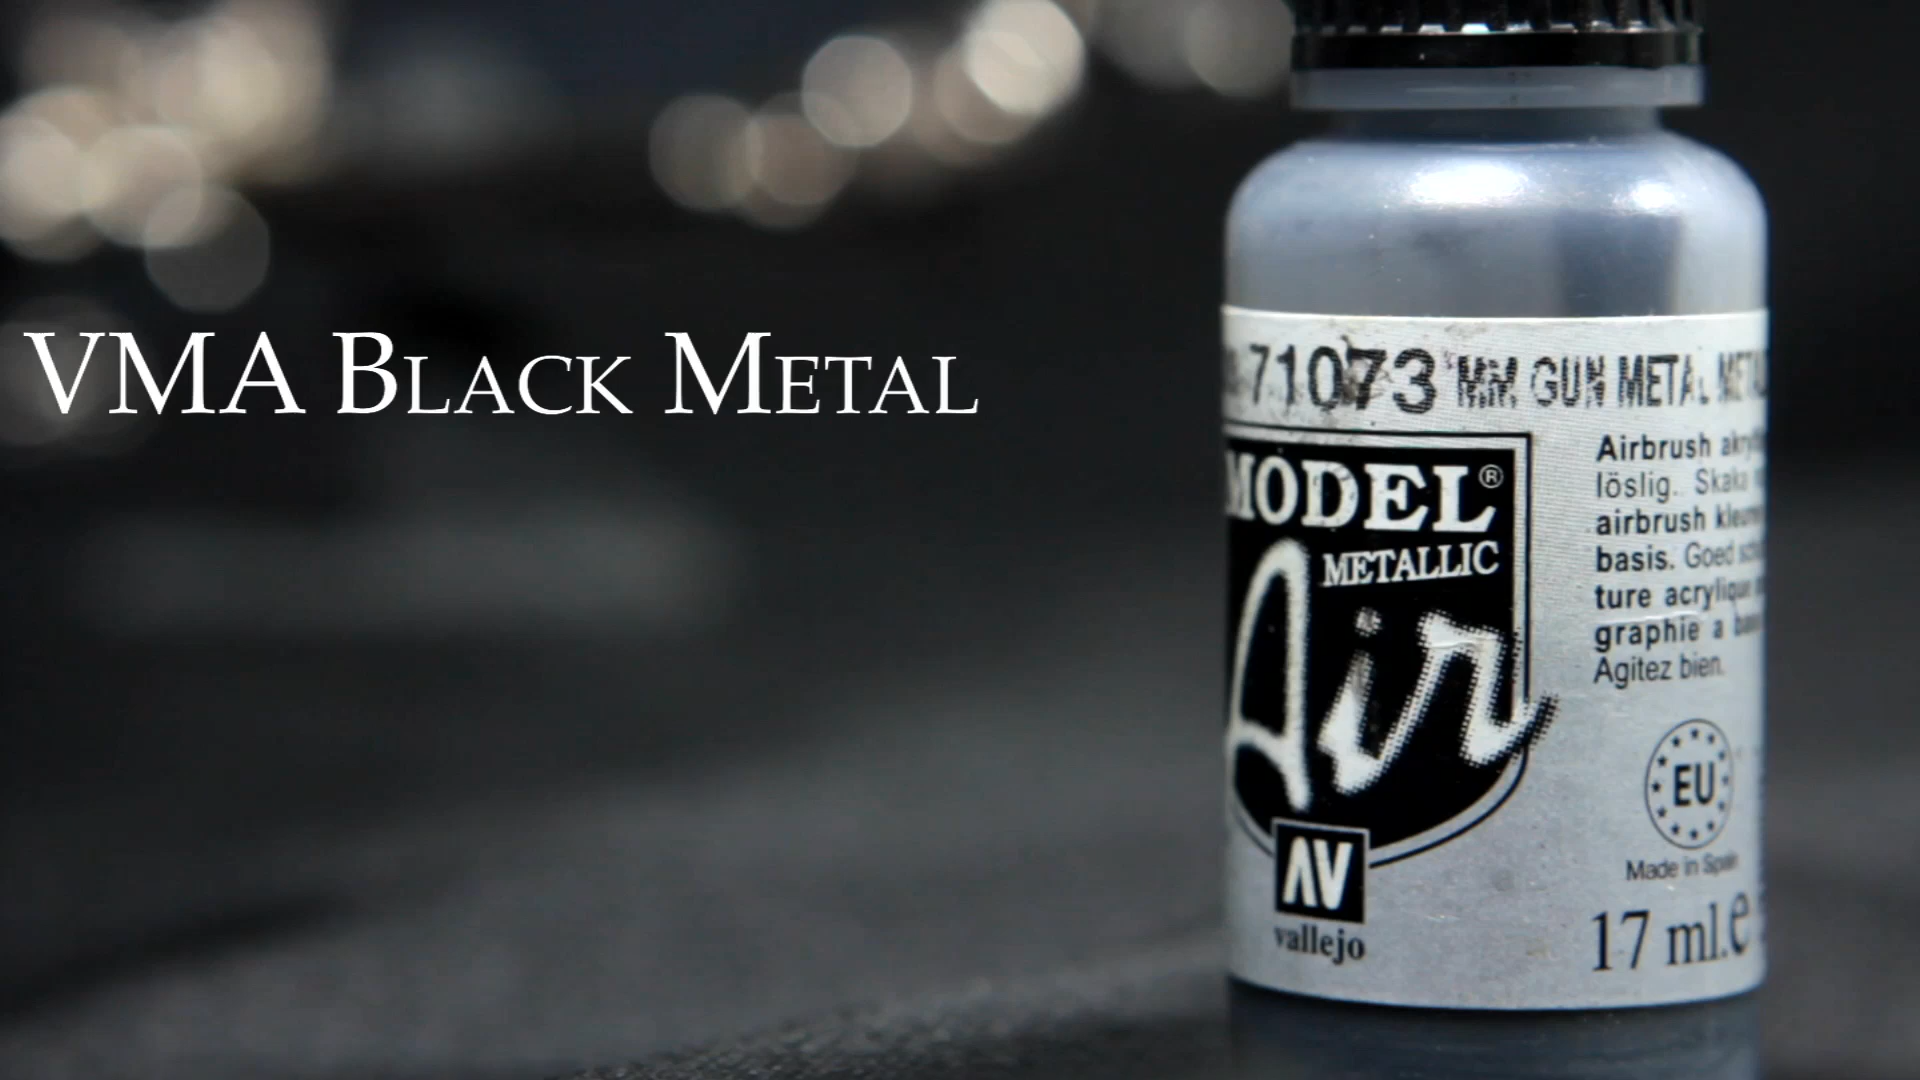 VMA BLACK METAL
71073 MM GUN METAL
MODEL®
METALLIC
Air
AV
vallejo
Airbrush
löslig. Skaka
airbrush
basis. Goed
ture acrylique
graphie a
Agitez bien.
EU
Made in Spain
17 ml.e